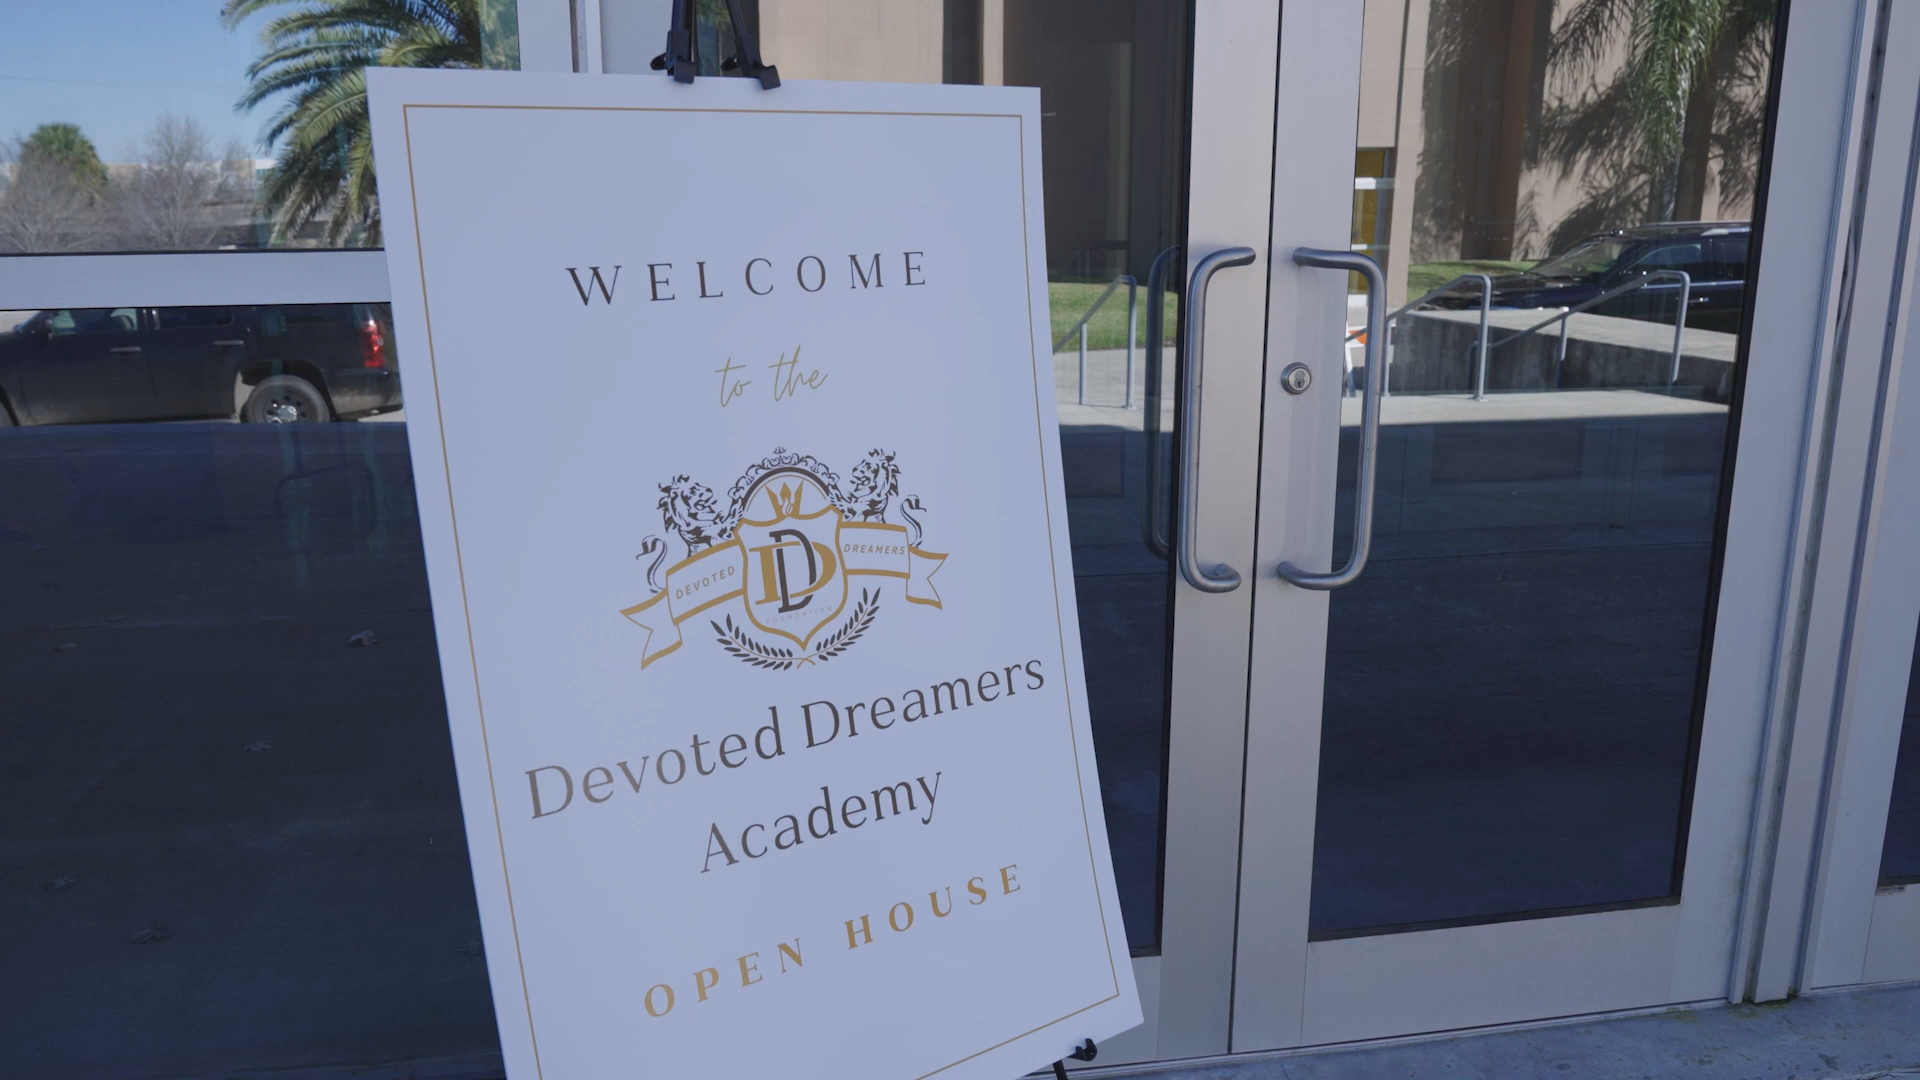 WELCOME
to the
DEVOTED DREAMERS
DD
FOUNDATION
Devoted Dreamers
Academy
OPEN HOUSE